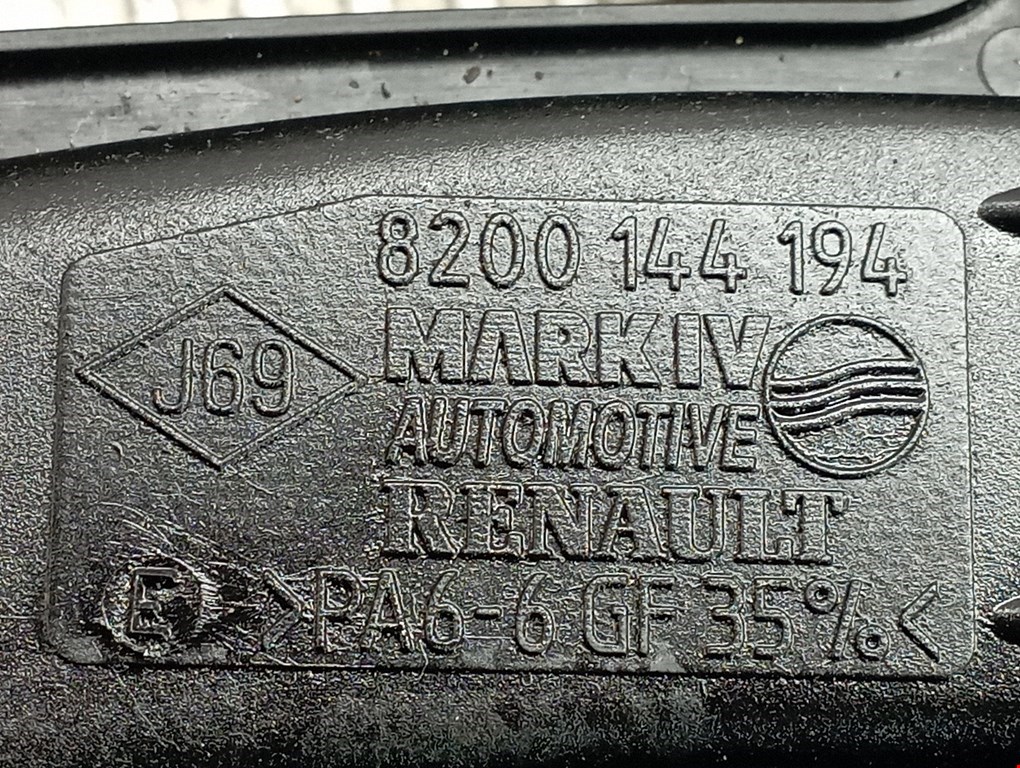 8200 144 194
J69
MARK IV
AUTOMOTIVE
RENAULT
E >PA6-6 GF 35%<